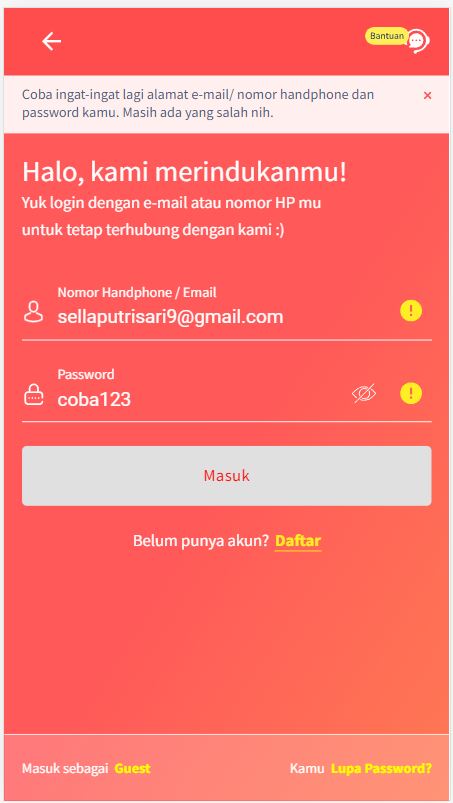 Bantuan
Coba ingat-ingat lagi alamat e-mail/ nomor handphone dan
password kamu. Masih ada yang salah nih.
×
Halo, kami merindukanmu!
Yuk login dengan e-mail atau nomor HP mu
untuk tetap terhubung dengan kami :)
Nomor Handphone / Email
sellaputrisari9@gmail.com
!
Password
coba123
!
Masuk
Belum punya akun? Daftar
Masuk sebagai Guest
Kamu Lupa Password?